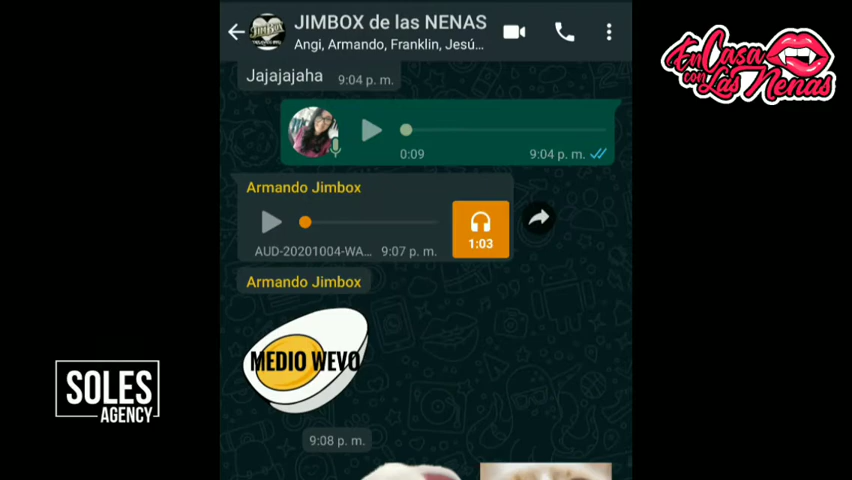 JIMBOX de las NENAS
Angi, Armando, Franklin, Jesú...
En Casa
con Las Nenas
Jajajajaha 9:04 p. m.
0:09 9:04 p. m.
Armando Jimbox
1:03
AUD-20201004-WA... 9:07 p. m.
Armando Jimbox
MEDIO WEVO
SOLES
AGENCY
9:08 p. m.